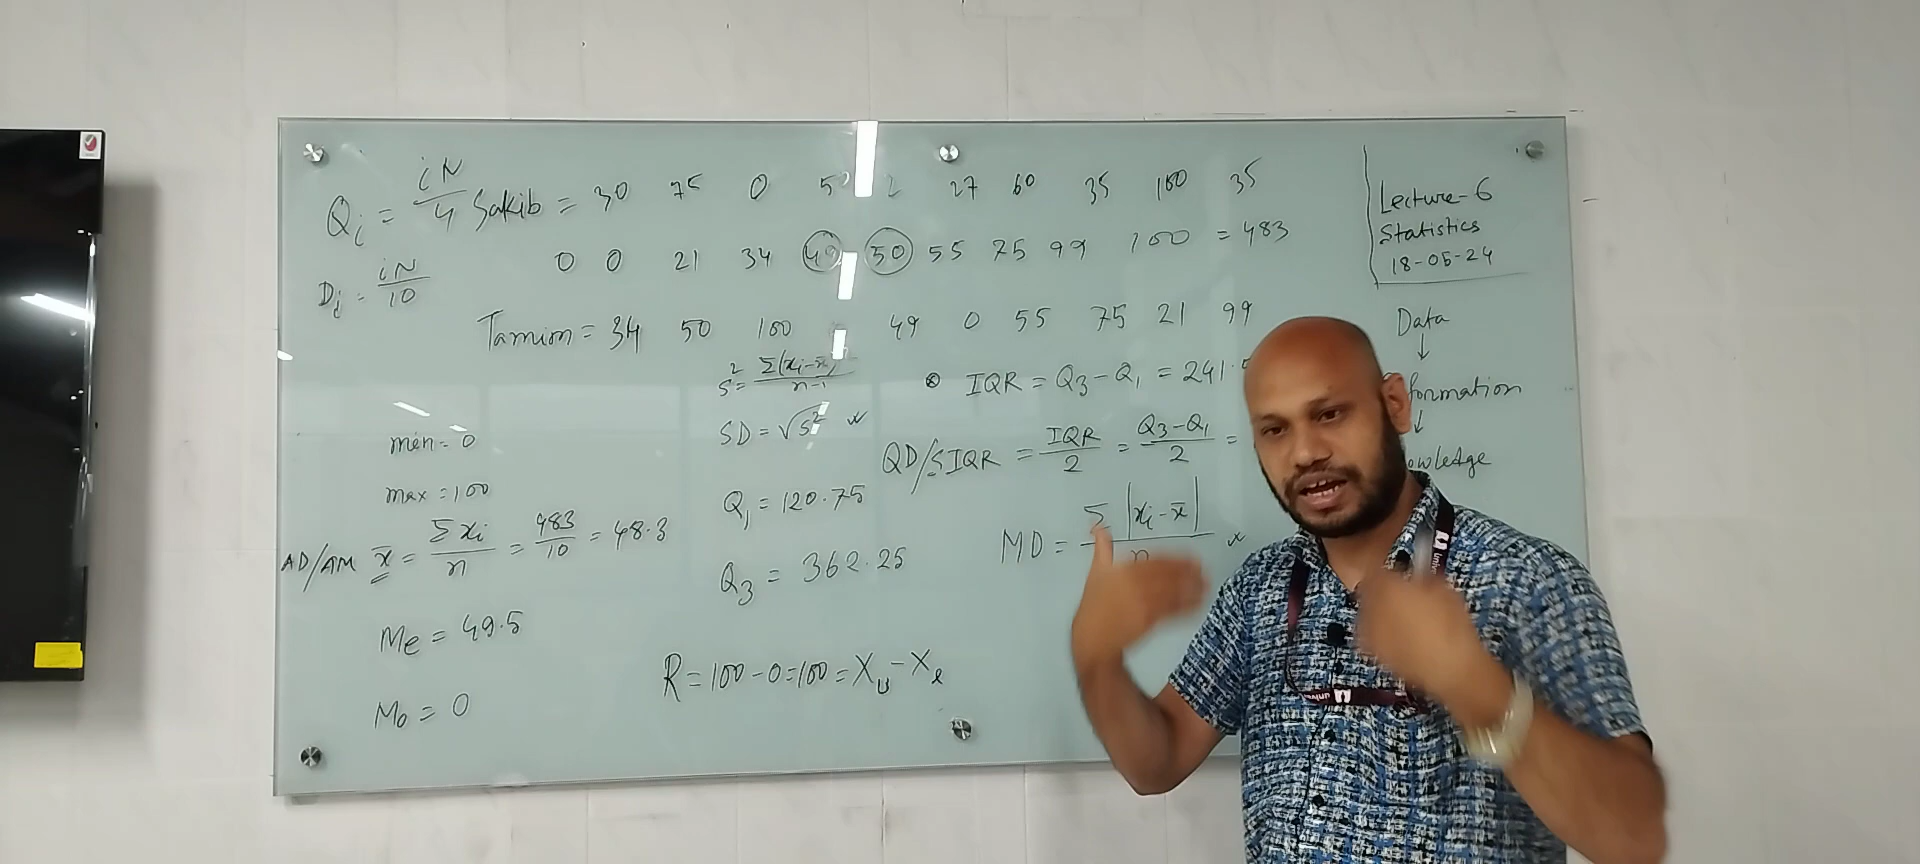 Qi = iN/4
Sakib = 30 75 0 50 2 27 60 35 100 35
0 0 21 34 49 50 55 75 99 100 = 483
Di = iN/10
Tamim = 34 50 100 49 0 55 75 21 99
S² = Σ(xi-x̄)/n-1
SD = √S²
IQR = Q3-Q1 = 241.5
QD/SIQR = IQR/2 = Q3-Q1/2 =
min = 0
max = 100
AD/AM x̄ = Σxi/n = 483/10 = 48.3
Q1 = 120.75
Q3 = 362.25
MD = Σ|xi-x̄|/n
Me = 49.5
Mo = 0
R = 100-0=100 = Xu-Xl
Lecture-6
Statistics
18-05-24
Data
↓
formation
↓
owledge